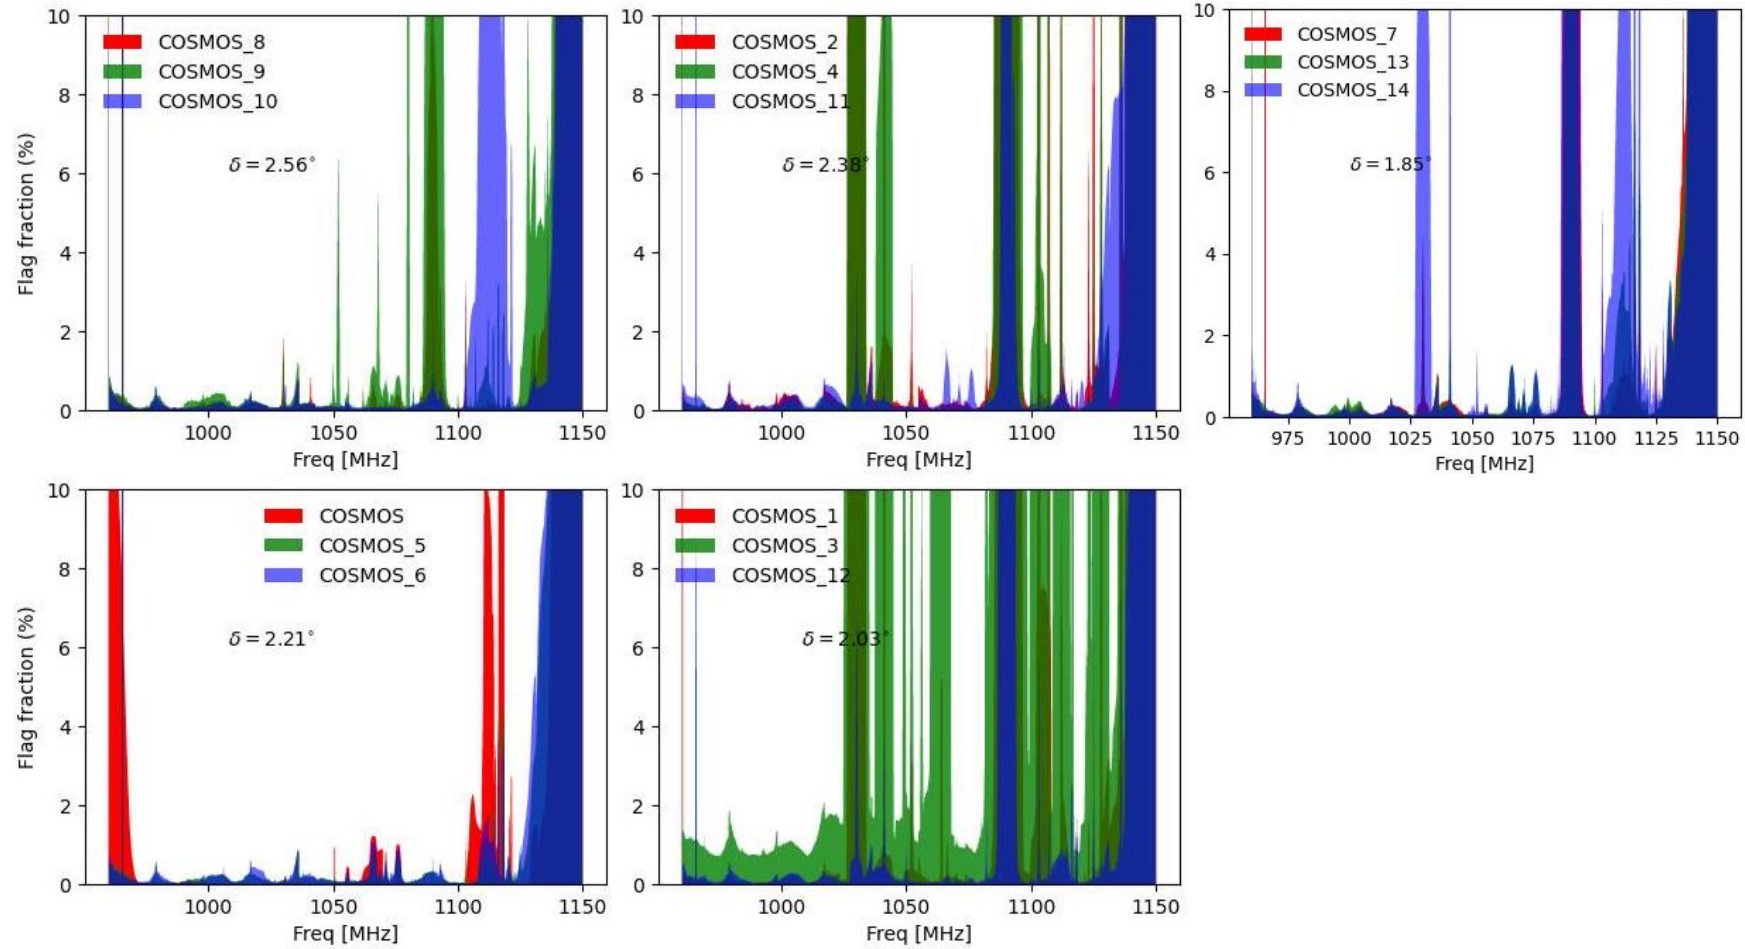 COSMOS_8
COSMOS_9
COSMOS_10
δ = 2.56°
Flag fraction (%)
10
8
6
4
2
0
1000 1050 1100 1150
Freq [MHz]
COSMOS_2
COSMOS_4
COSMOS_11
δ = 2.38°
10
8
6
4
2
0
1000 1050 1100 1150
Freq [MHz]
COSMOS_7
COSMOS_13
COSMOS_14
δ = 1.85°
10
8
6
4
2
0
975 1000 1025 1050 1075 1100 1125 1150
Freq [MHz]
COSMOS
COSMOS_5
COSMOS_6
δ = 2.21°
Flag fraction (%)
10
8
6
4
2
0
1000 1050 1100 1150
Freq [MHz]
COSMOS_1
COSMOS_3
COSMOS_12
δ = 2.03°
10
8
6
4
2
0
1000 1050 1100 1150
Freq [MHz]